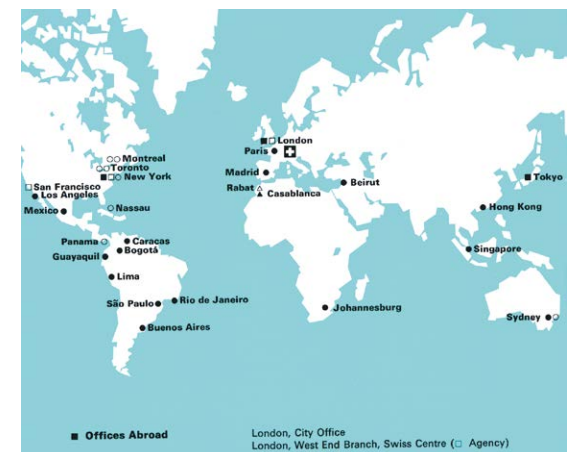 Montreal
Toronto
New York
San Francisco
Los Angeles
Mexico
Nassau
Panama
Caracas
Bogotá
Guayaquil
Lima
São Paulo
Rio de Janeiro
Buenos Aires
London
Paris
Madrid
Rabat
Casablanca
Beirut
Johannesburg
Tokyo
Hong Kong
Singapore
Sydney
Offices Abroad
London, City Office
London, West End Branch, Swiss Centre (□ Agency)